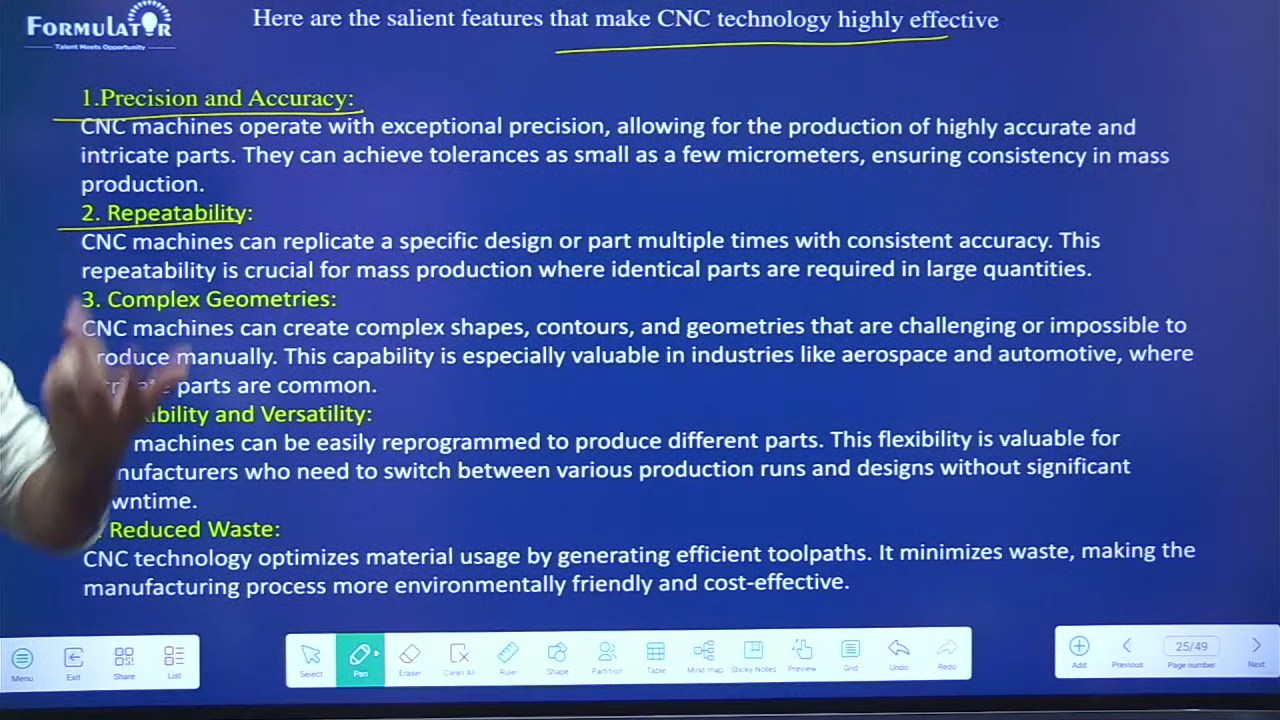 FORMULATOR
Talent Meets Opportunity
Here are the salient features that make CNC technology highly effective
1.Precision and Accuracy:
CNC machines operate with exceptional precision, allowing for the production of highly accurate and
intricate parts. They can achieve tolerances as small as a few micrometers, ensuring consistency in mass
production.
2. Repeatability:
CNC machines can replicate a specific design or part multiple times with consistent accuracy. This
repeatability is crucial for mass production where identical parts are required in large quantities.
3. Complex Geometries:
CNC machines can create complex shapes, contours, and geometries that are challenging or impossible to
roduce manually. This capability is especially valuable in industries like aerospace and automotive, where
parts are common.
xibility and Versatility:
machines can be easily reprogrammed to produce different parts. This flexibility is valuable for
nufacturers who need to switch between various production runs and designs without significant
wntime.
Reduced Waste:
CNC technology optimizes material usage by generating efficient toolpaths. It minimizes waste, making the
manufacturing process more environmentally friendly and cost-effective.
Menu Exit Share List Select Pen Eraser Clean All Ruler Shape Partition Table Mind map Sticky-Notes Preview Grid Undo Redo Add Previous 25/49 Page number Next